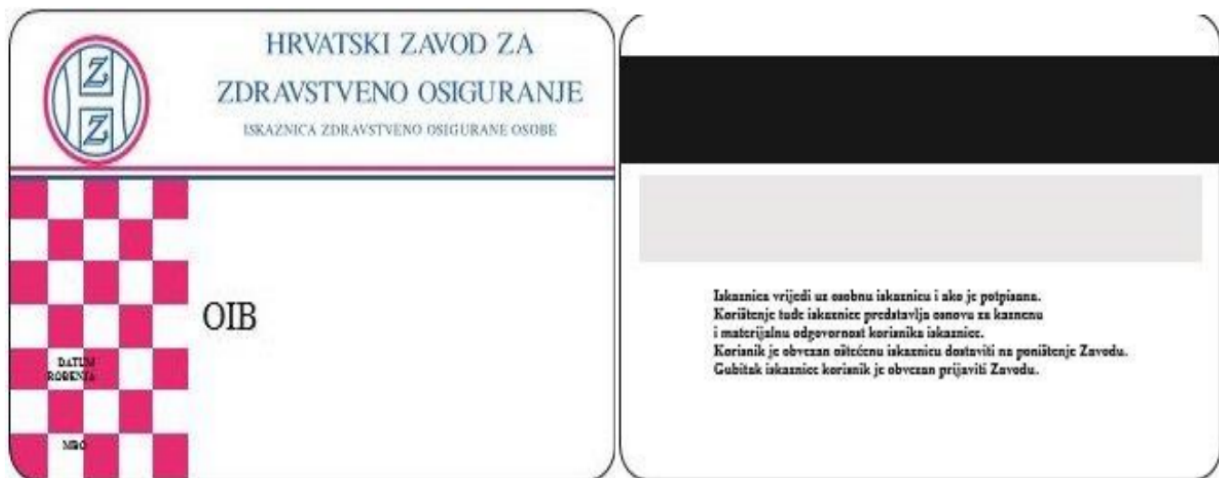 Z
Z
HRVATSKI ZAVOD ZA
ZDRAVSTVENO OSIGURANJE
ISKAZNICA ZDRAVSTVENO OSIGURANE OSOBE
OIB
DATUM
ROĐENJA
MBO
Iskaznica vrijedi uz osobnu iskaznicu i ako je potpisana.
Korištenje tuđe iskaznice predstavlja osnovu za kaznenu
i materijalnu odgovornost korisnika iskaznice.
Korisnik je obvezan oštećenu iskaznicu dostaviti na poništenje Zavodu.
Gubitak iskaznice korisnik je obvezan prijaviti Zavodu.